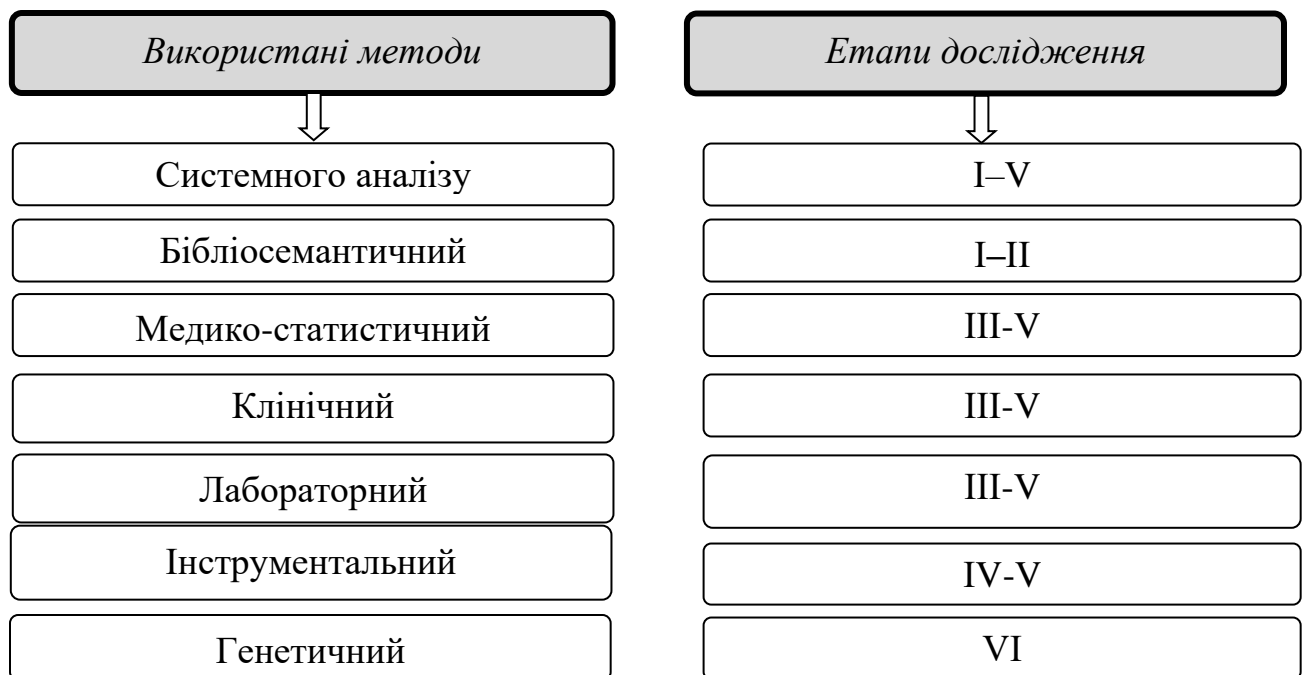 Використані методи
Етапи дослідження
Системного аналізу
I–V
Бібліосемантичний
I–II
Медико-статистичний
III-V
Клінічний
III-V
Лабораторний
III-V
Інструментальний
IV-V
Генетичний
VI